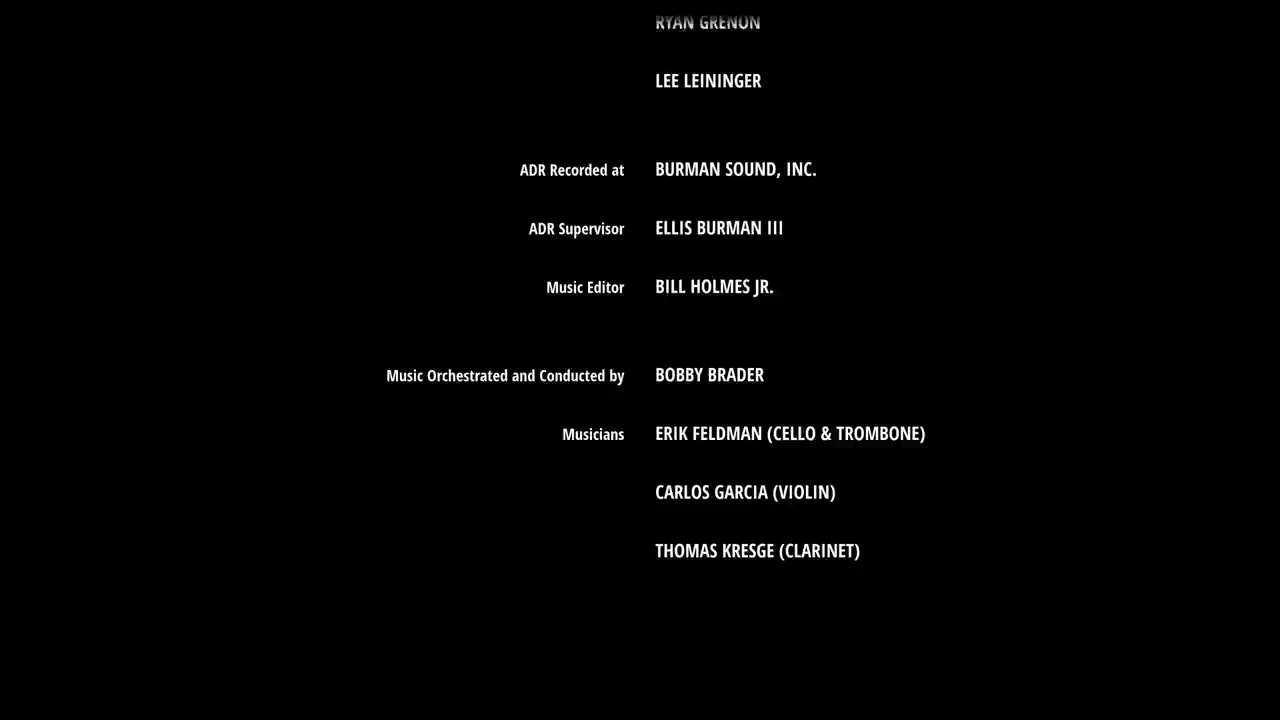 RYAN GRENON
LEE LEININGER
ADR Recorded at BURMAN SOUND, INC.
ADR Supervisor ELLIS BURMAN III
Music Editor BILL HOLMES JR.
Music Orchestrated and Conducted by BOBBY BRADER
Musicians ERIK FELDMAN (CELLO & TROMBONE)
CARLOS GARCIA (VIOLIN)
THOMAS KRESGE (CLARINET)